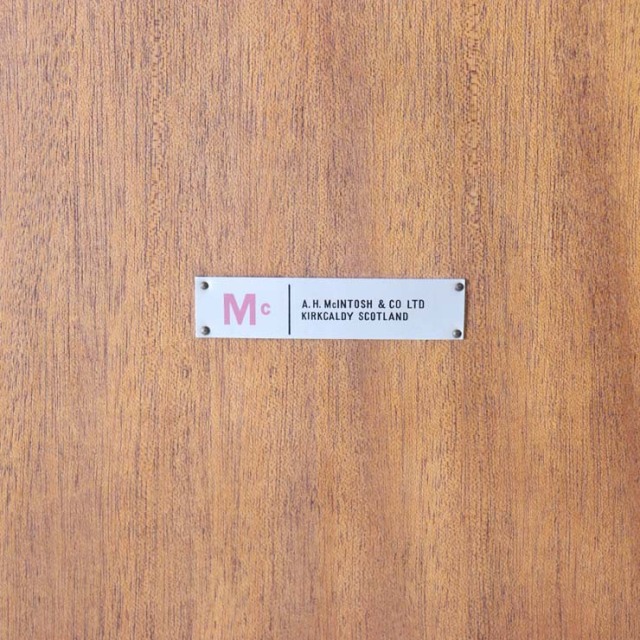 Mc
A.H. McINTOSH & CO LTD
KIRKCALDY SCOTLAND